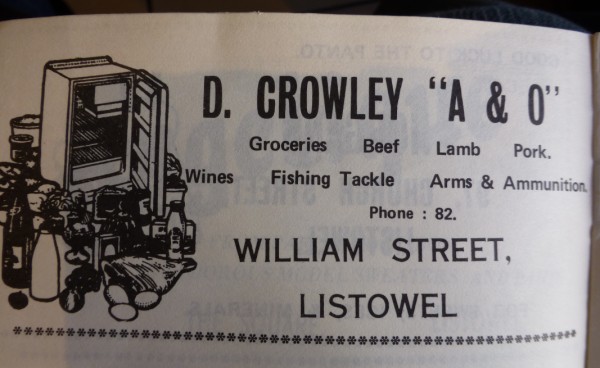 D. CROWLEY "A & O"
Groceries Beef Lamb Pork.
Wines Fishing Tackle Arms & Ammunition.
Phone : 82.
WILLIAM STREET,
LISTOWEL